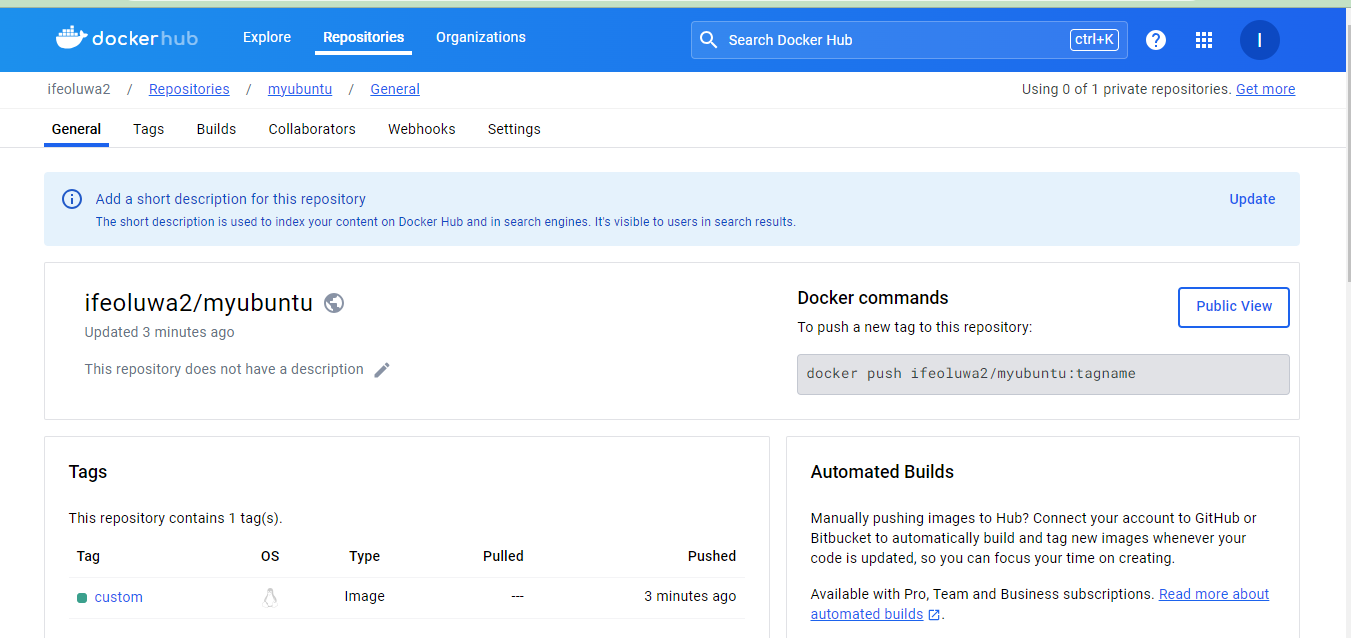 dockerhub Explore Repositories Organizations Search Docker Hub ctrl+K ? I
ifeoluwa2 / Repositories / myubuntu / General Using 0 of 1 private repositories. Get more
General Tags Builds Collaborators Webhooks Settings
Add a short description for this repository Update
The short description is used to index your content on Docker Hub and in search engines. It's visible to users in search results.
ifeoluwa2/myubuntu
Updated 3 minutes ago
This repository does not have a description
Docker commands Public View
To push a new tag to this repository:
docker push ifeoluwa2/myubuntu:tagname
Tags
This repository contains 1 tag(s).
Tag OS Type Pulled Pushed
custom Image --- 3 minutes ago
Automated Builds
Manually pushing images to Hub? Connect your account to GitHub or
Bitbucket to automatically build and tag new images whenever your
code is updated, so you can focus your time on creating.
Available with Pro, Team and Business subscriptions. Read more about
automated builds .